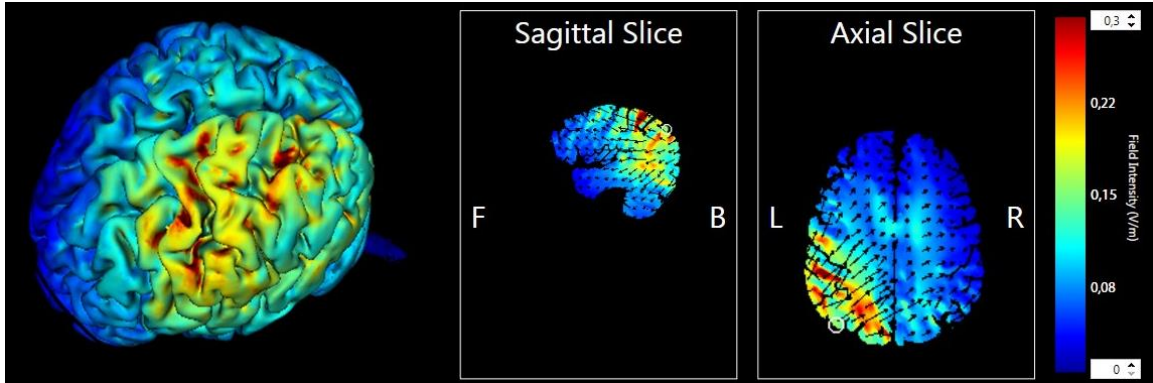 Sagittal Slice
F
B
Axial Slice
L
R
0,3
0,22
0,15
0,08
0
Field Intensity (V/m)